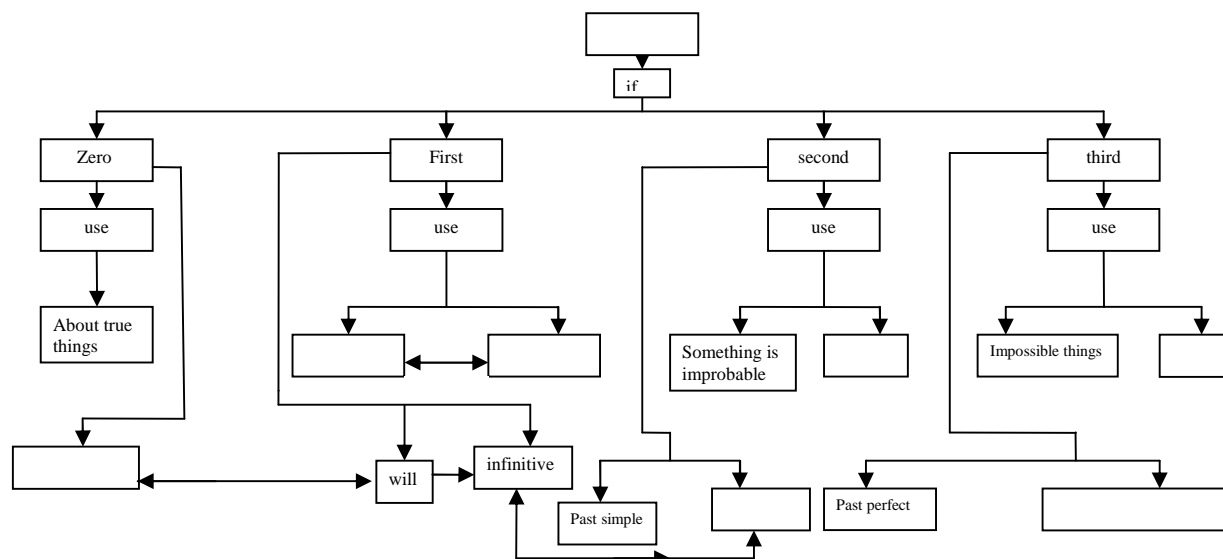 if
Zero
First
second
third
use
use
use
use
About true
things
Something is
improbable
Impossible things
will
infinitive
Past simple
Past perfect